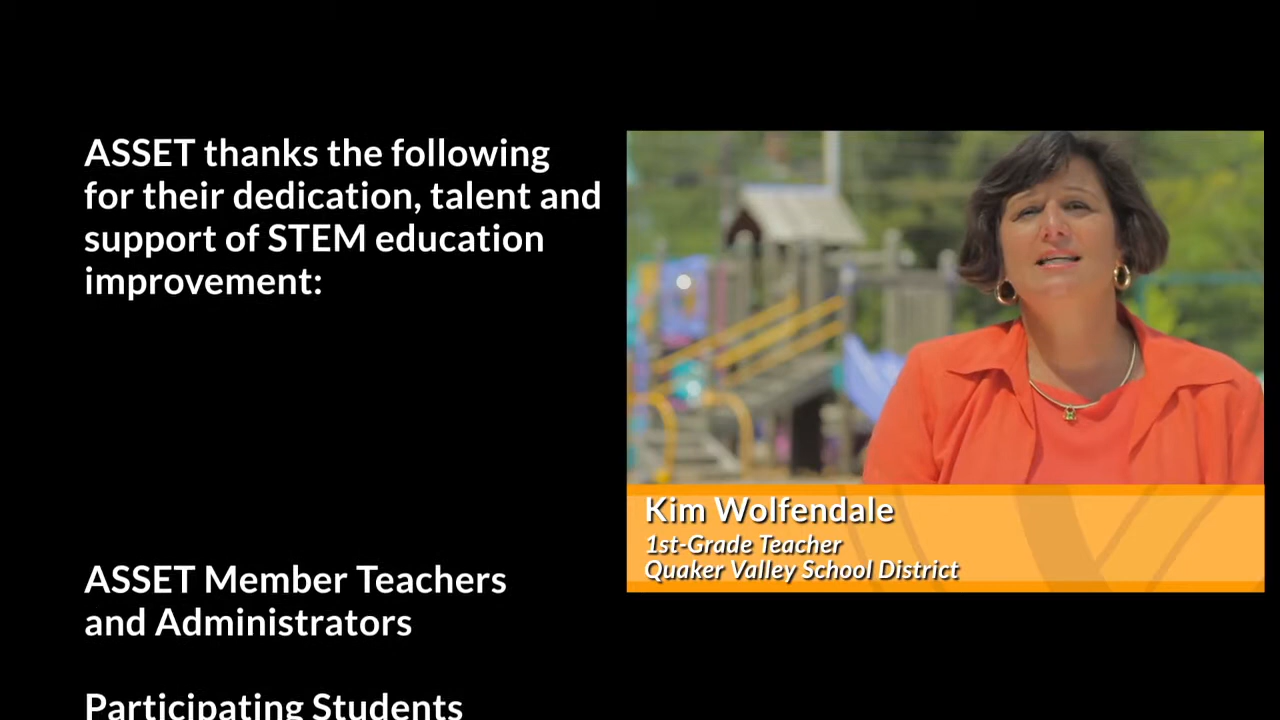 ASSET thanks the following
for their dedication, talent and
support of STEM education
improvement:
ASSET Member Teachers
and Administrators
Participating Students
Kim Wolfendale
1st-Grade Teacher
Quaker Valley School District